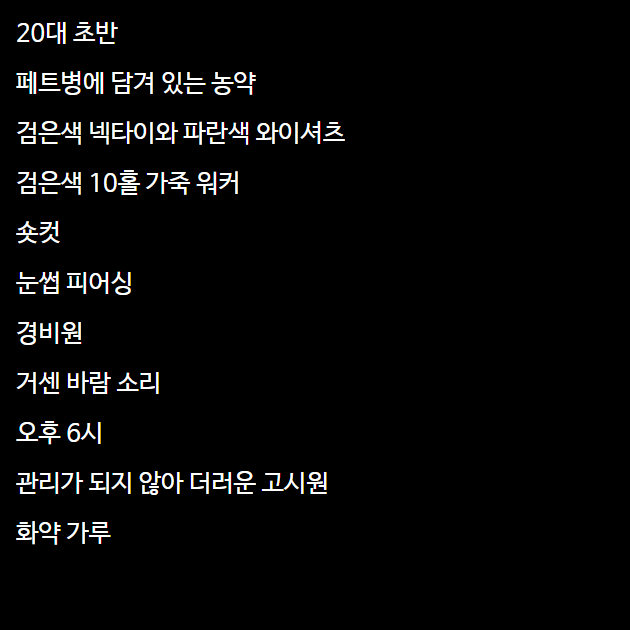 20대 초반
페트병에 담겨 있는 농약
검은색 넥타이와 파란색 와이셔츠
검은색 10홀 가죽 워커
숏컷
눈썹 피어싱
경비원
거센 바람 소리
오후 6시
관리가 되지 않아 더러운 고시원
화약 가루